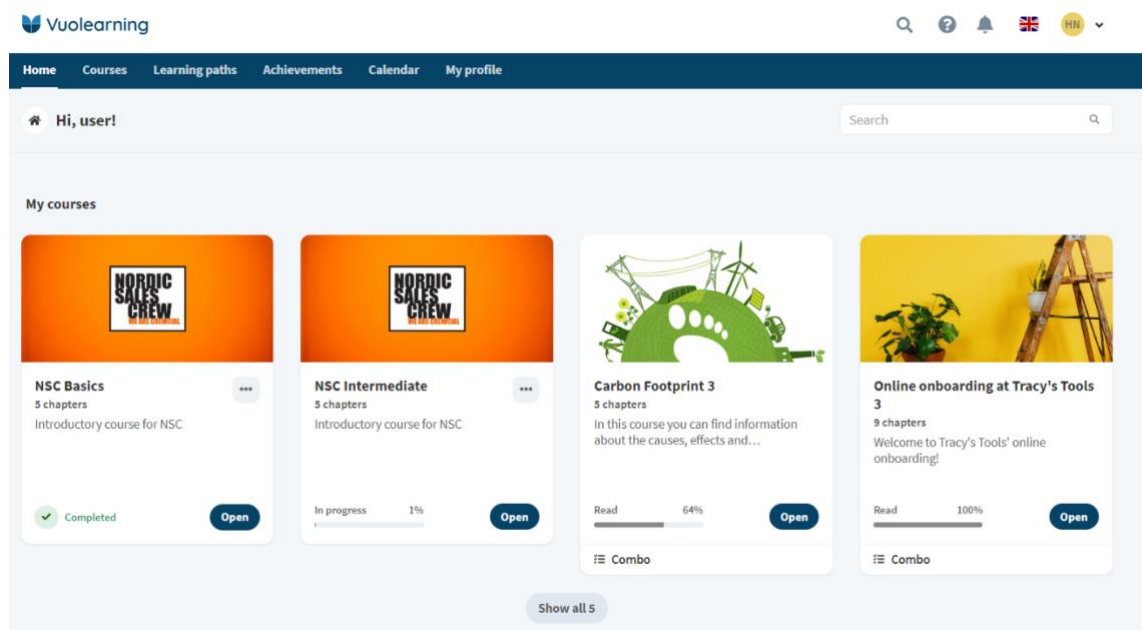 Vuolearning
HN
Home Courses Learning paths Achievements Calendar My profile
Hi, user!
Search
My courses
NORDIC
SALES
CREW
WE ARE CHEMISTAL
NSC Basics
5 chapters
Introductory course for NSC
Completed
Open
NORDIC
SALES
CREW
NSC Intermediate
5 chapters
Introductory course for NSC
In progress 1%
Open
Carbon Footprint 3
5 chapters
In this course you can find information
about the causes, effects and...
Read 64%
Open
Combo
Online onboarding at Tracy's Tools
3
9 chapters
Welcome to Tracy's Tools' online
onboarding!
Read 100%
Open
Combo
Show all 5